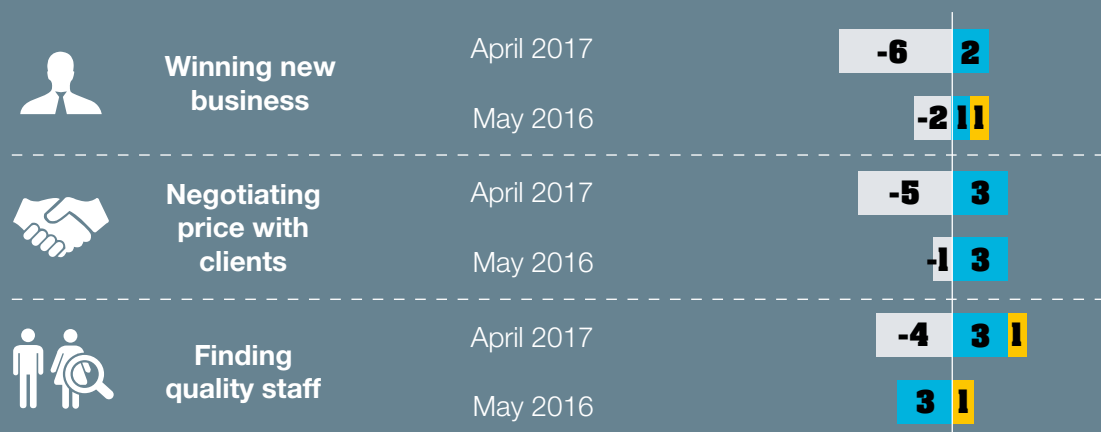 Winning new
business
April 2017
-6 2
May 2016
-2 1 1
Negotiating
price with
clients
April 2017
-5 3
May 2016
-1 3
Finding
quality staff
April 2017
-4 3 1
May 2016
3 1